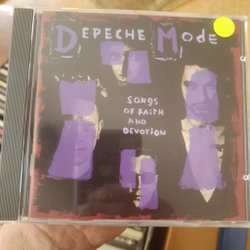 DEPECHE MODE
SONGS
OF FAITH
AND
DEVOTION